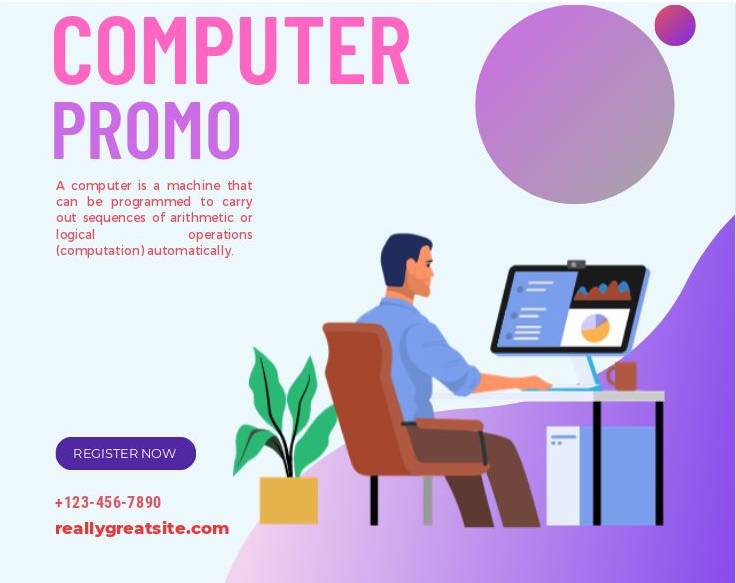 COMPUTER
PROMO
A computer is a machine that
can be programmed to carry
out sequences of arithmetic or
logical operations
(computation) automatically.
REGISTER NOW
+123-456-7890
reallygreatsite.com